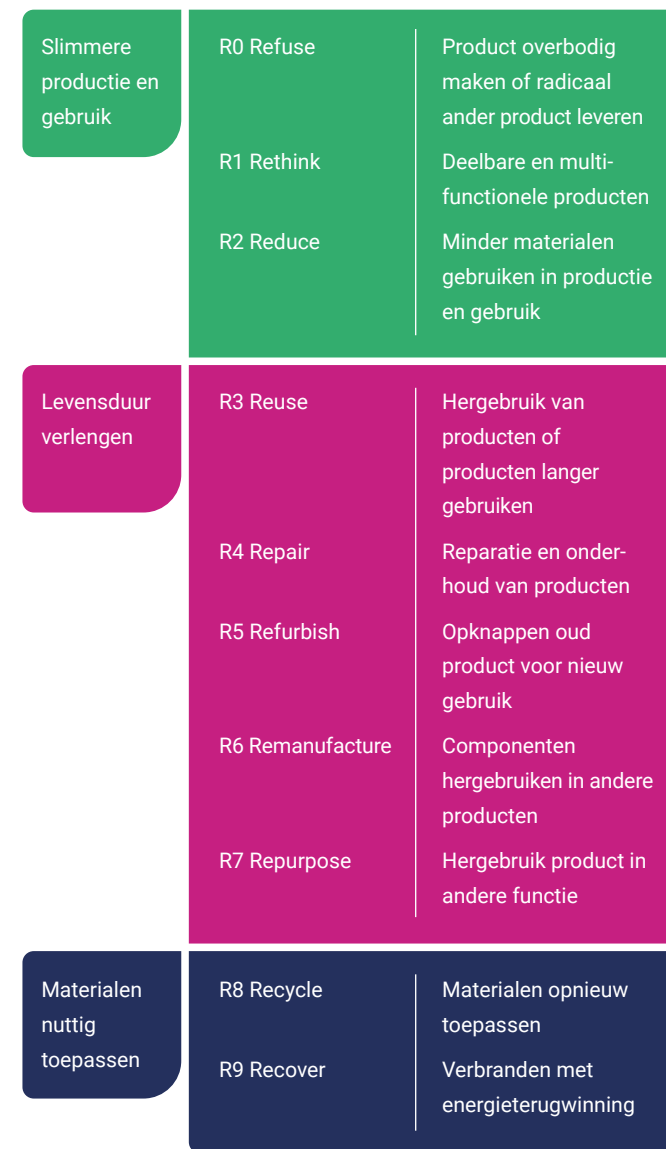 Slimmere
productie en
gebruik
R0 Refuse
Product overbodig
maken of radicaal
ander product leveren
R1 Rethink
Deelbare en multi-
functionele producten
R2 Reduce
Minder materialen
gebruiken in productie
en gebruik
Levensduur
verlengen
R3 Reuse
Hergebruik van
producten of
producten langer
gebruiken
R4 Repair
Reparatie en onder-
houd van producten
R5 Refurbish
Opknappen oud
product voor nieuw
gebruik
R6 Remanufacture
Componenten
hergebruiken in andere
producten
R7 Repurpose
Hergebruik product in
andere functie
Materialen
nuttig
toepassen
R8 Recycle
Materialen opnieuw
toepassen
R9 Recover
Verbranden met
energieterugwinning